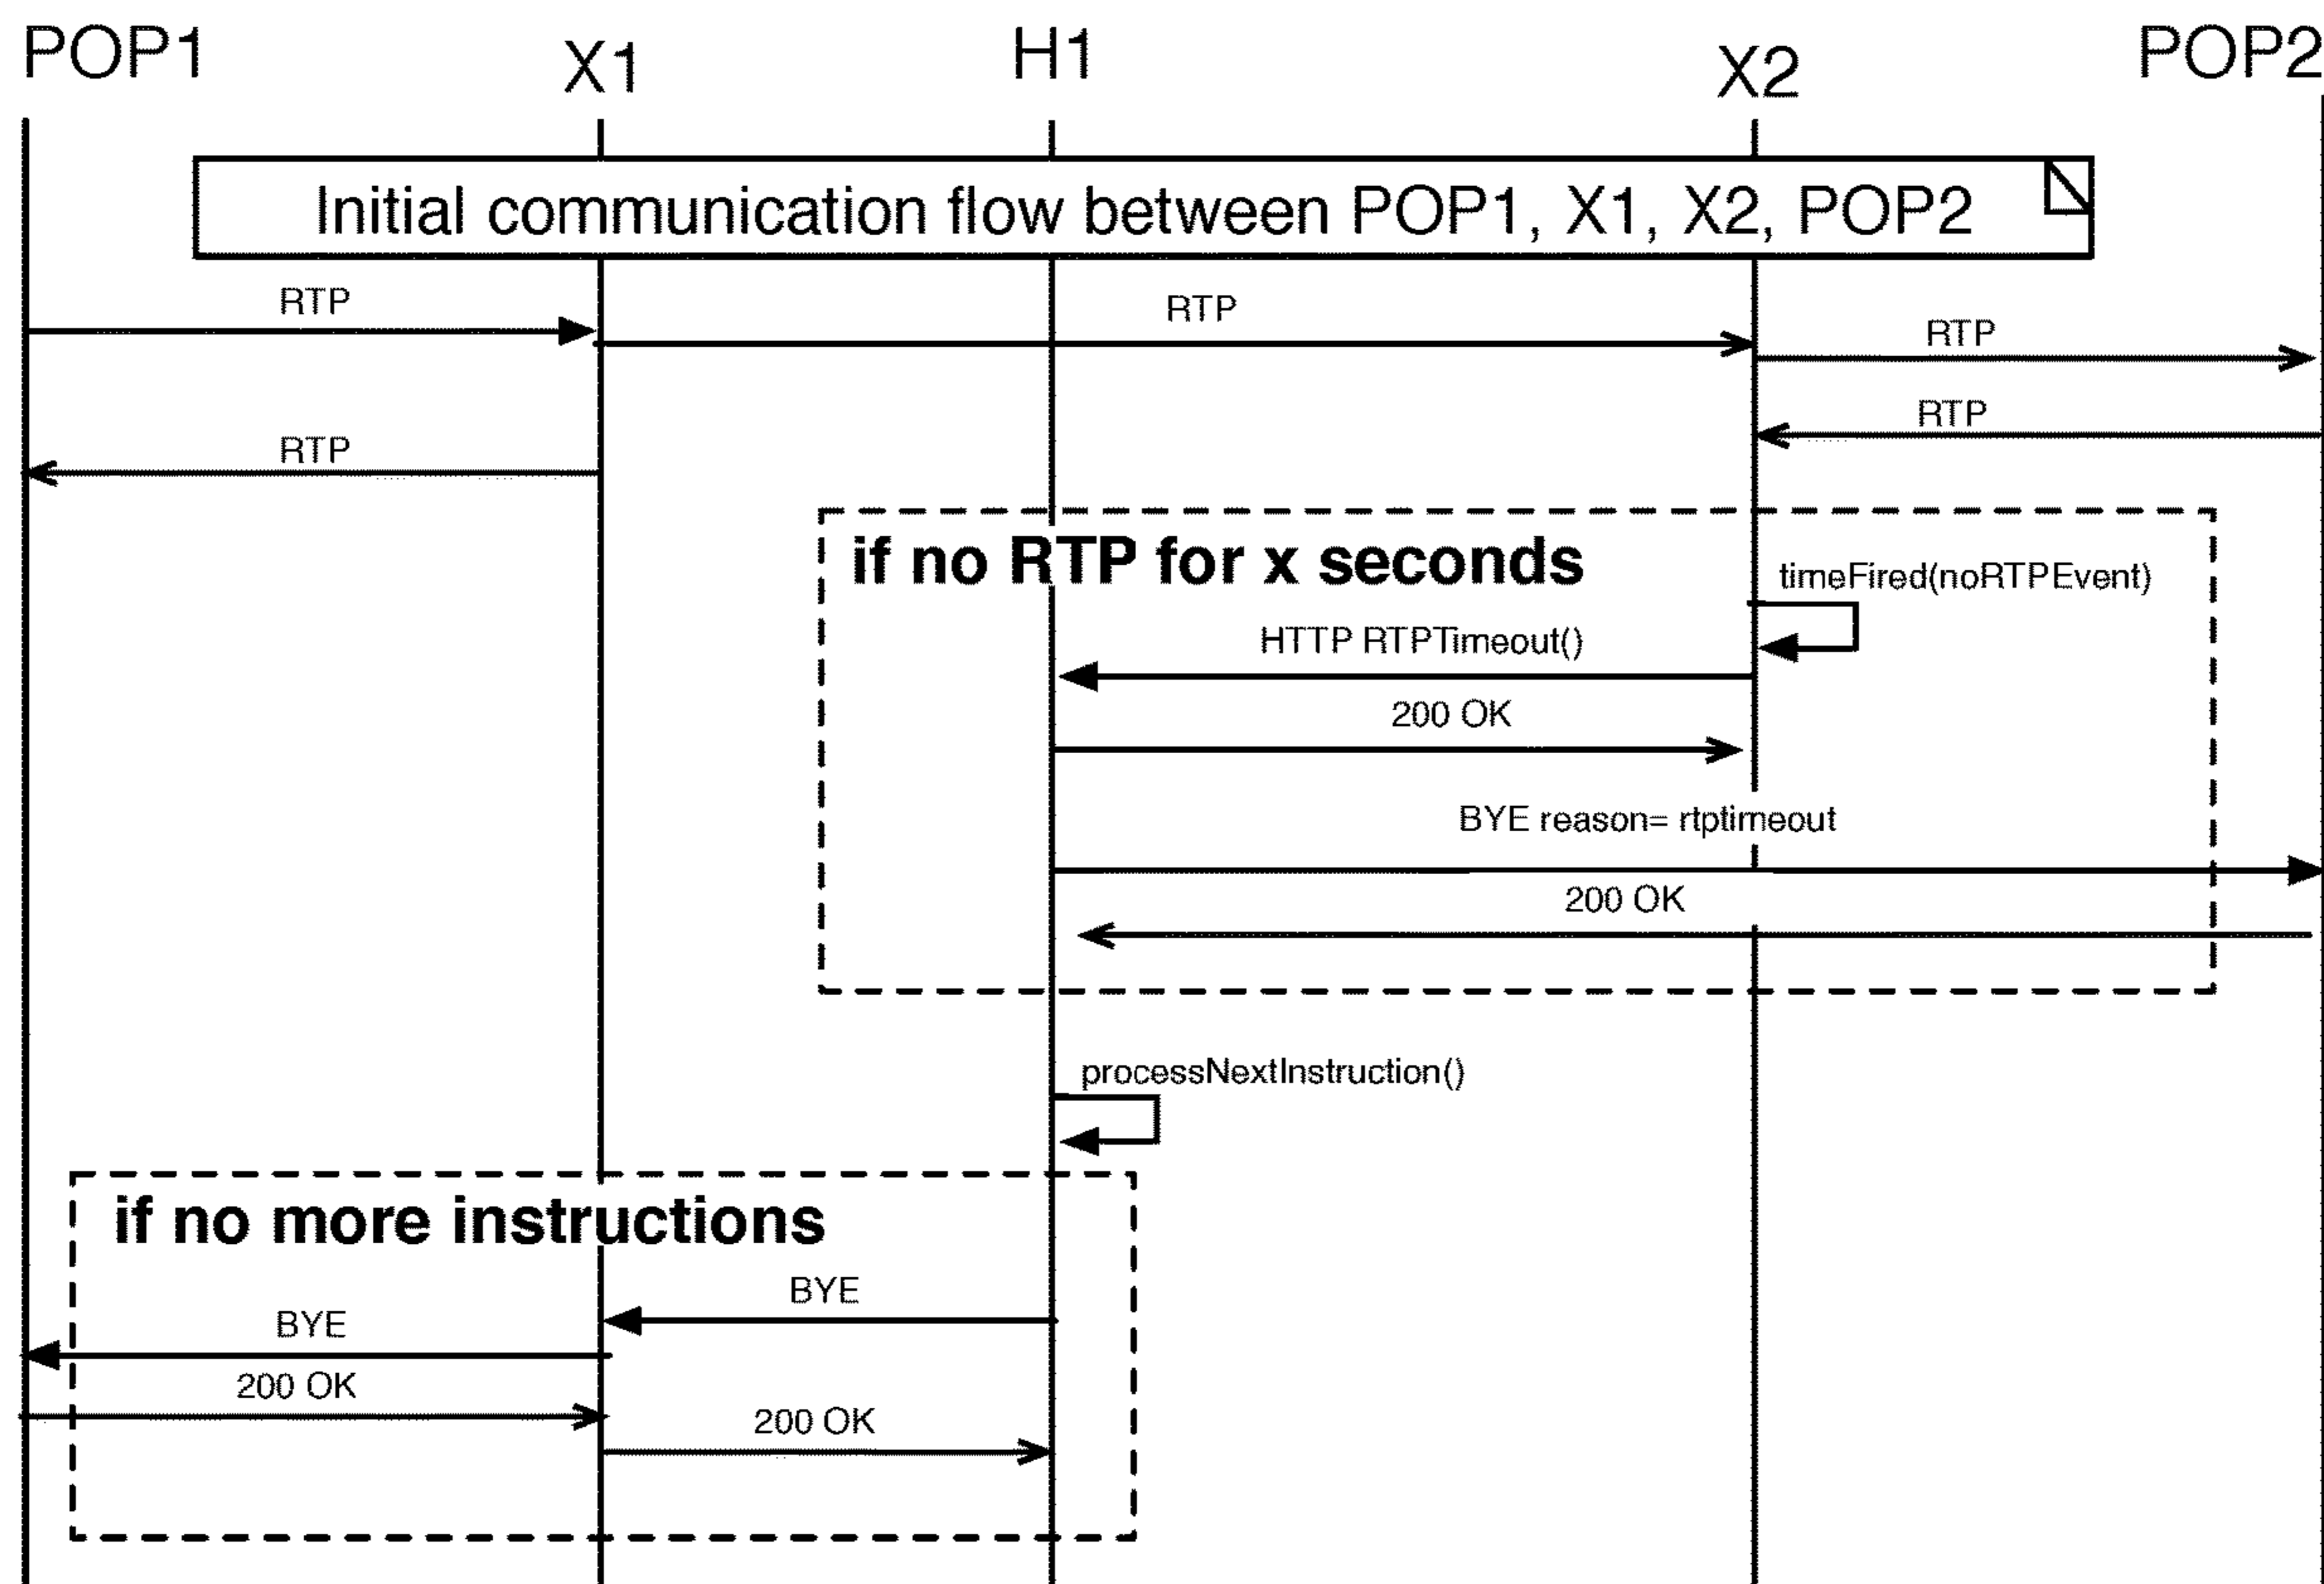 POP1
X1
H1
X2
POP2
Initial communication flow between POP1, X1, X2, POP2
RTP
RTP
RTP
RTP
RTP
if no RTP for x seconds
timeFired(noRTPEvent)
HTTP RTPTimeout()
200 OK
BYE reason= rtptimeout
200 OK
processNextInstruction()
if no more instructions
BYE
BYE
200 OK
200 OK